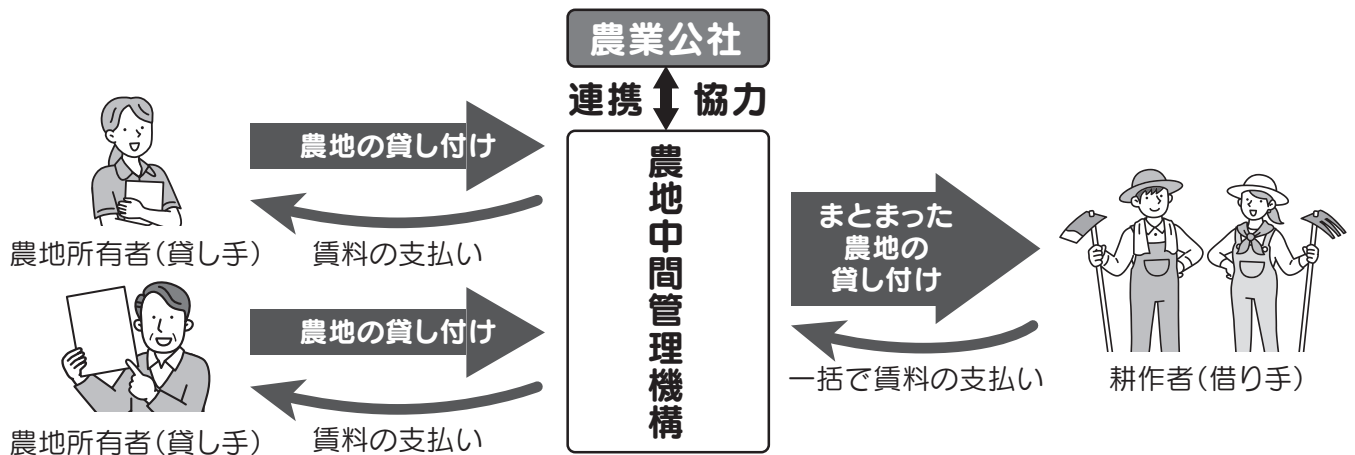 農業公社
連携 協力
農地中間管理機構
農地の貸し付け
賃料の支払い
農地所有者(貸し手)
農地の貸し付け
賃料の支払い
農地所有者(貸し手)
まとまった
農地の
貸し付け
一括で賃料の支払い
耕作者(借り手)